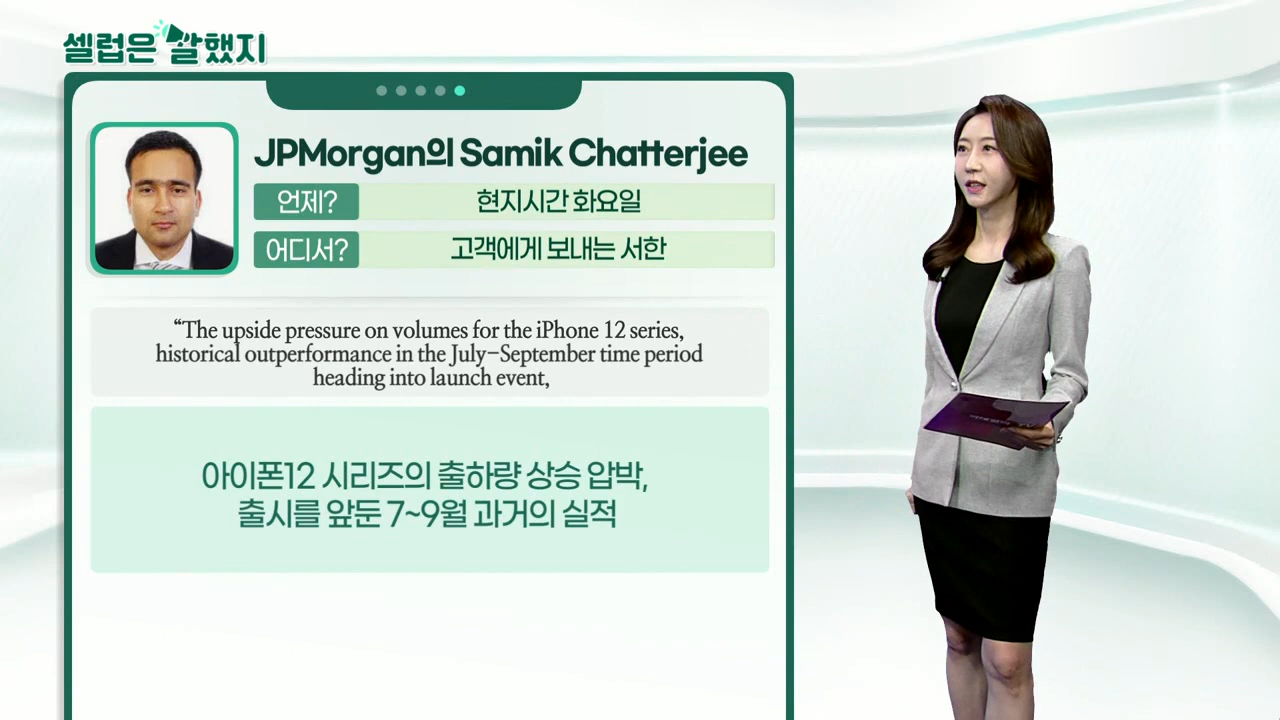 셀럽은 말했지
JPMorgan의 Samik Chatterjee
언제? 현지시간 화요일
어디서? 고객에게 보내는 서한
“The upside pressure on volumes for the iPhone 12 series,
historical outperformance in the July-September time period
heading into launch event,
아이폰12 시리즈의 출하량 상승 압박,
출시를 앞둔 7~9월 과거의 실적